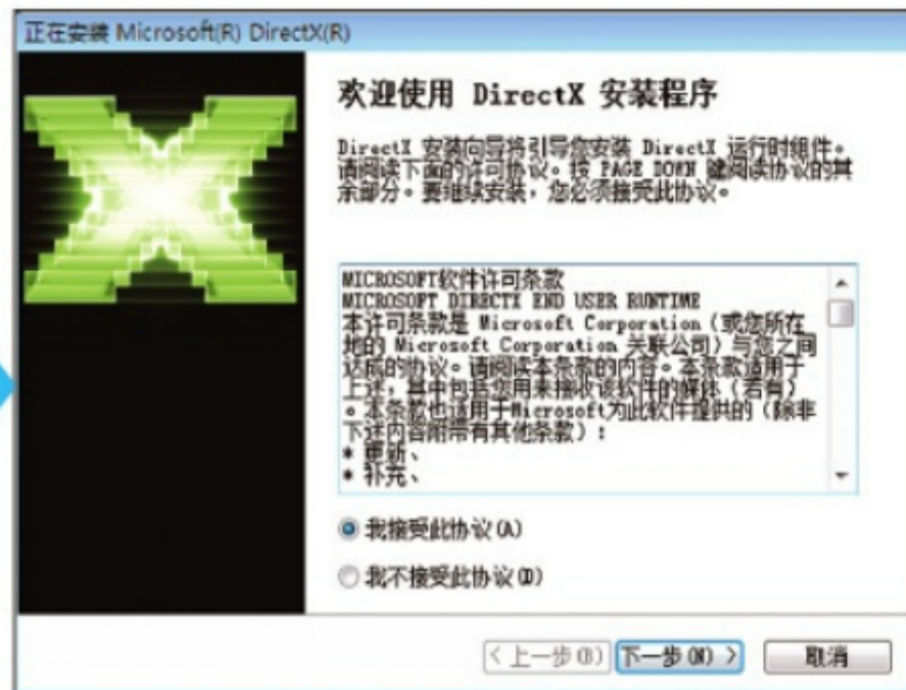 正在安装 Microsoft(R) DirectX(R)
欢迎使用 DirectX 安装程序
DirectX 安装向导将引导您安装 DirectX 运行时组件。
请阅读下面的许可协议。按 PAGE DOWN 键阅读协议的其
余部分。要继续安装，您必须接受此协议。
MICROSOFT软件许可条款
MICROSOFT DIRECTX END USER RUNTIME
本许可条款是 Microsoft Corporation（或您所在
地的 Microsoft Corporation 关联公司）与您之间
达成的协议。请阅读本条款的内容。本条款适用于
上述，其中包括您用来接收该软件的媒体（若有）
。本条款也适用于Microsoft为此软件提供的（除非
下述内容附带有其他条款）：
* 更新、
* 补充、
我接受此协议(A)
我不接受此协议(D)
< 上一步(B) 下一步(N) > 取消